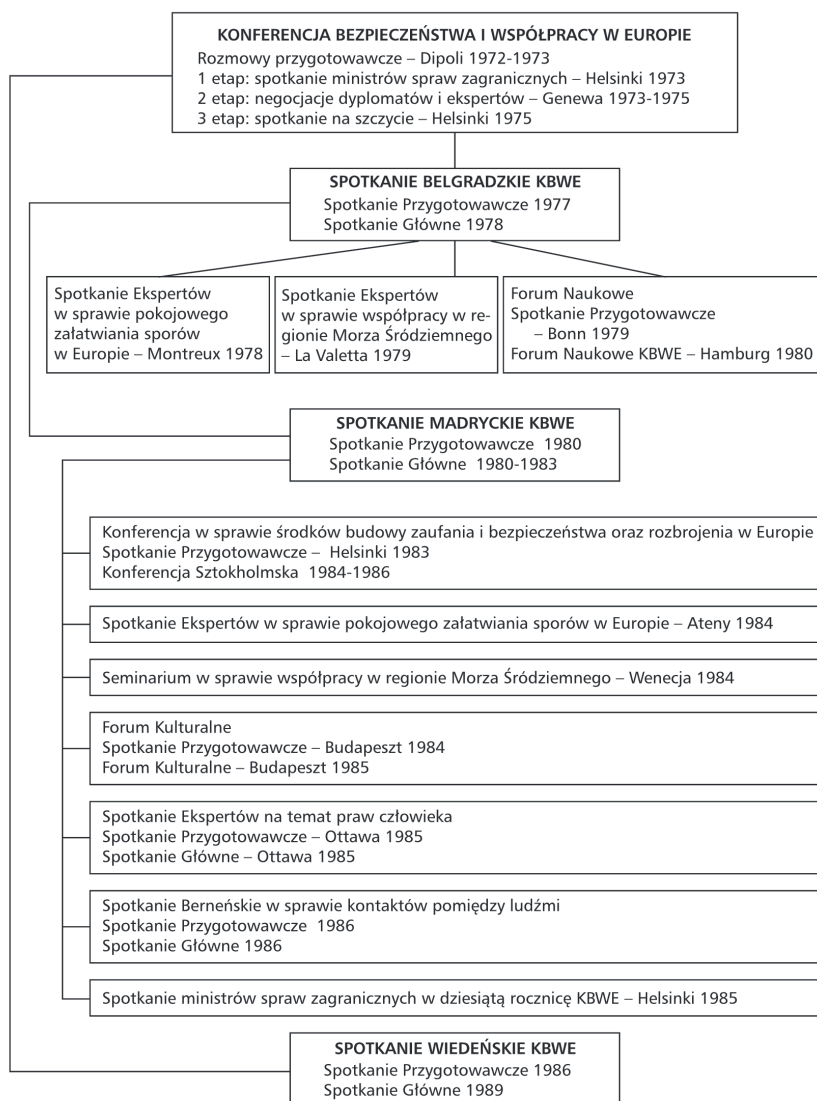 KONFERENCJA BEZPIECZEŃSTWA I WSPÓŁPRACY W EUROPIE
Rozmowy przygotowawcze – Dipoli 1972-1973
1 etap: spotkanie ministrów spraw zagranicznych – Helsinki 1973
2 etap: negocjacje dyplomatów i ekspertów – Genewa 1973-1975
3 etap: spotkanie na szczycie – Helsinki 1975
SPOTKANIE BELGRADZKIE KBWE
Spotkanie Przygotowawcze 1977
Spotkanie Główne 1978
Spotkanie Ekspertów
w sprawie pokojowego
załatwiania sporów
w Europie – Montreux 1978
Spotkanie Ekspertów
w sprawie współpracy w re-
gionie Morza Śródziemnego
– La Valetta 1979
Forum Naukowe
Spotkanie Przygotowawcze
– Bonn 1979
Forum Naukowe KBWE – Hamburg 1980
SPOTKANIE MADRYCKIE KBWE
Spotkanie Przygotowawcze 1980
Spotkanie Główne 1980-1983
Konferencja w sprawie środków budowy zaufania i bezpieczeństwa oraz rozbrojenia w Europie
Spotkanie Przygotowawcze – Helsinki 1983
Konferencja Sztokholmska 1984-1986
Spotkanie Ekspertów w sprawie pokojowego załatwiania sporów w Europie – Ateny 1984
Seminarium w sprawie współpracy w regionie Morza Śródziemnego – Wenecja 1984
Forum Kulturalne
Spotkanie Przygotowawcze – Budapeszt 1984
Forum Kulturalne – Budapeszt 1985
Spotkanie Ekspertów na temat praw człowieka
Spotkanie Przygotowawcze – Ottawa 1985
Spotkanie Główne – Ottawa 1985
Spotkanie Berneńskie w sprawie kontaktów pomiędzy ludźmi
Spotkanie Przygotowawcze 1986
Spotkanie Główne 1986
Spotkanie ministrów spraw zagranicznych w dziesiątą rocznicę KBWE – Helsinki 1985
SPOTKANIE WIEDEŃSKIE KBWE
Spotkanie Przygotowawcze 1986
Spotkanie Główne 1989